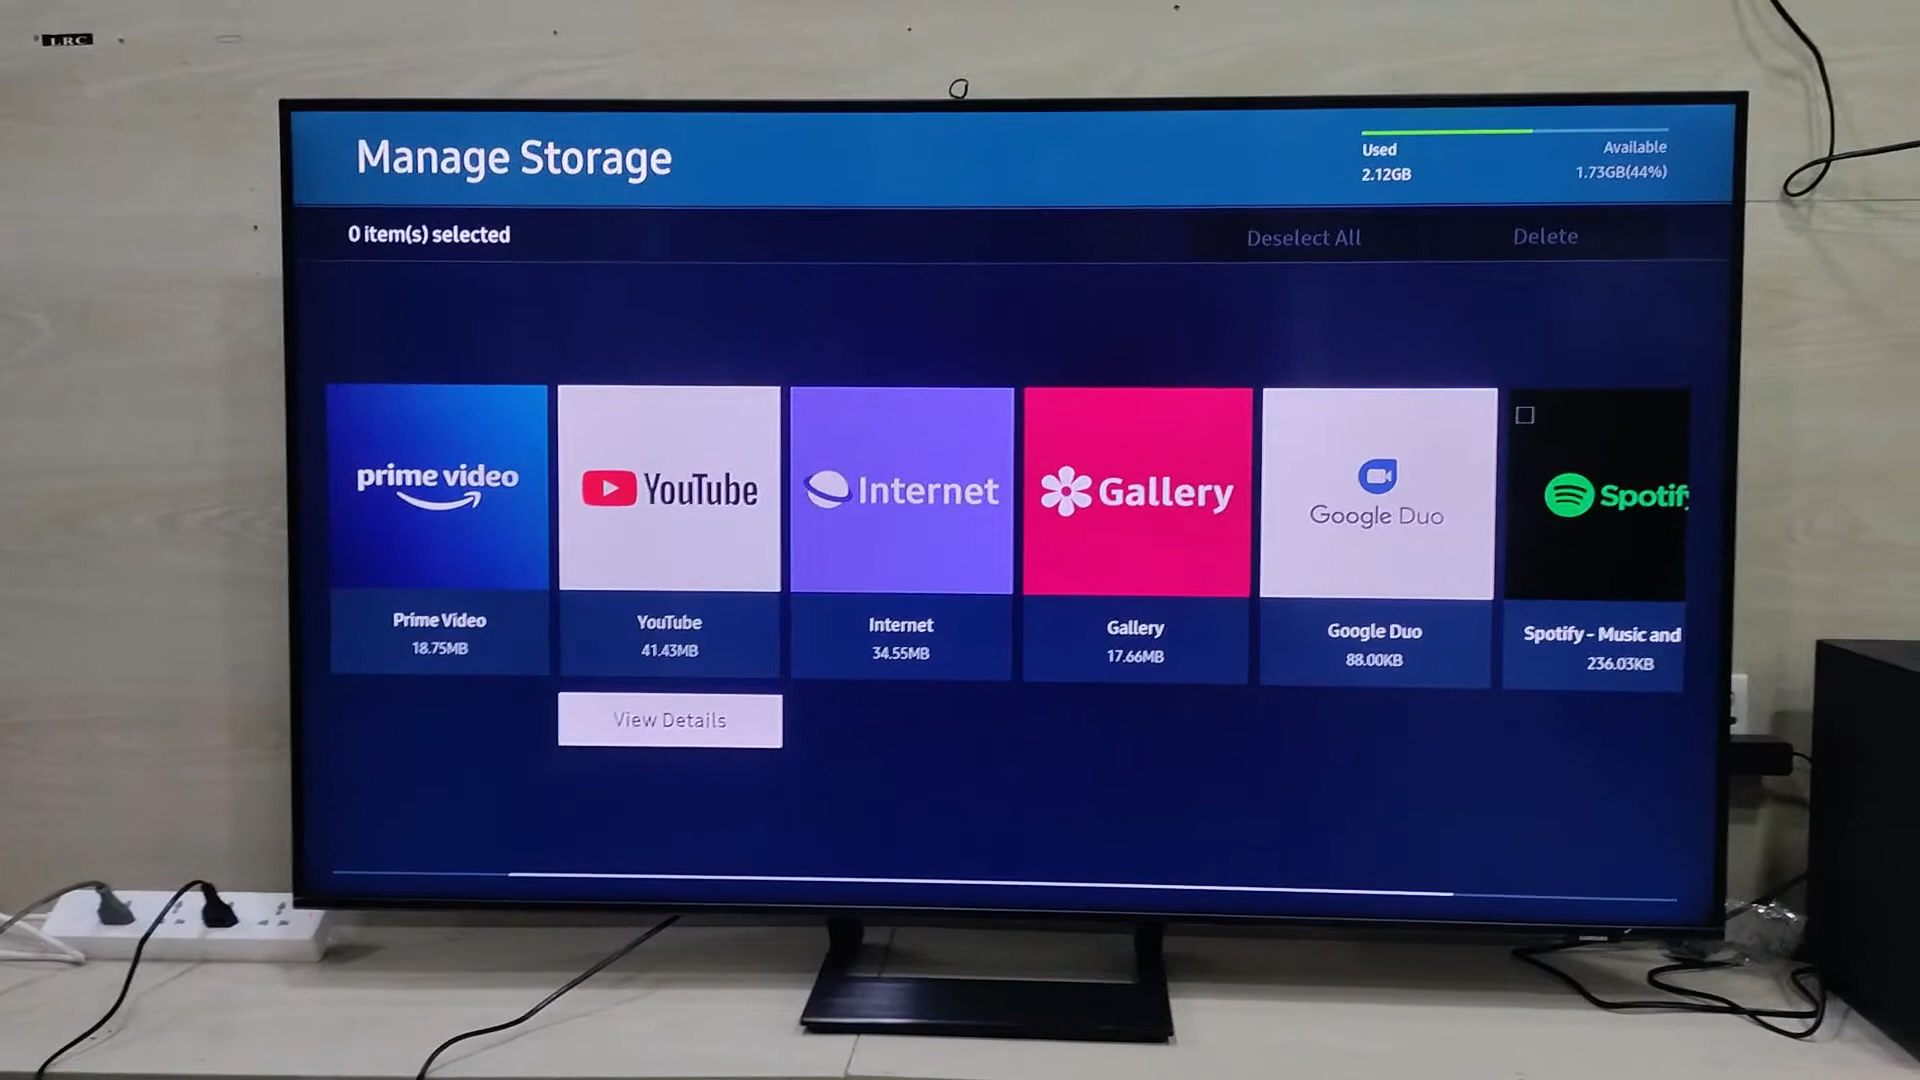 LRC
Manage Storage
Used
Available
2.12GB
1.73GB(44%)
0 item(s) selected
Deselect All
Delete
prime video
YouTube
Internet
Gallery
Google Duo
Spotify
Prime Video
18.75MB
YouTube
41.43MB
Internet
34.55MB
Gallery
17.66MB
Google Duo
88.00KB
Spotify - Music and
236.03KB
View Details